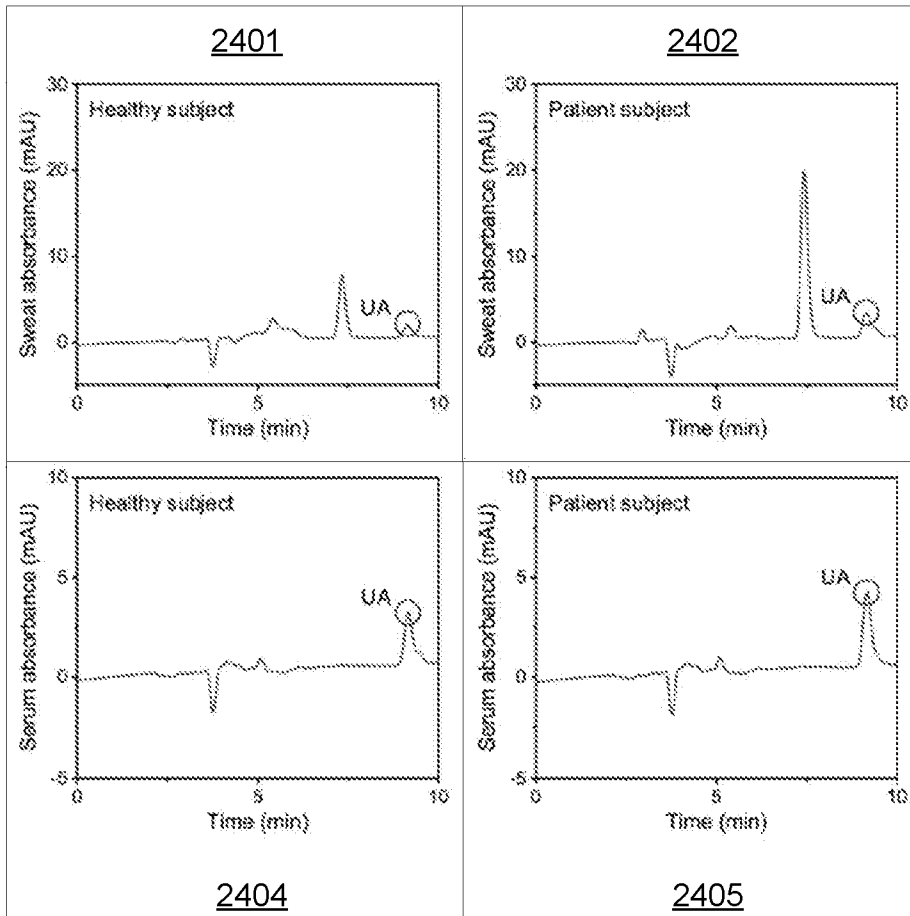 2401
2402
30
Healthy subject
20
10
0
Sweat absorbance (mAU)
UA
0
5
10
Time (min)
30
Patient subject
20
10
0
Sweat absorbance (mAU)
UA
0
5
10
Time (min)
10
Healthy subject
5
0
-5
Serum absorbance (mAU)
UA
0
5
10
Time (min)
10
Patient subject
5
0
-5
Serum absorbance (mAU)
UA
0
5
10
Time (min)
2404
2405